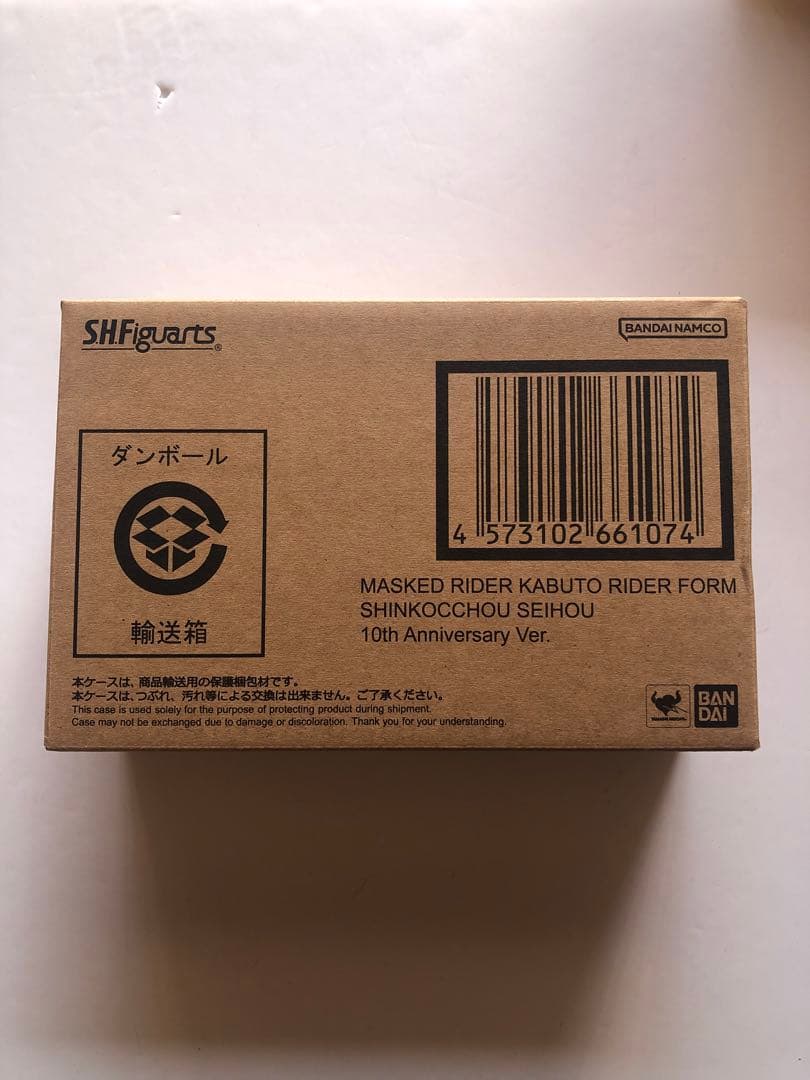 S.H.Figuarts®
BANDAI NAMCO
ダンボール
輸送箱
4 573102 661074
MASKED RIDER KABUTO RIDER FORM
SHINKOCCHOU SEIHOU
10th Anniversary Ver.
本ケースは、商品輸送用の保護梱包材です。
本ケースは、つぶれ、汚れ等による交換は出来ません。ご了承ください。
This case is used solely for the purpose of protecting product during shipment.
Case may not be exchanged due to damage or discoloration. Thank you for your understanding.
BAN
DAI